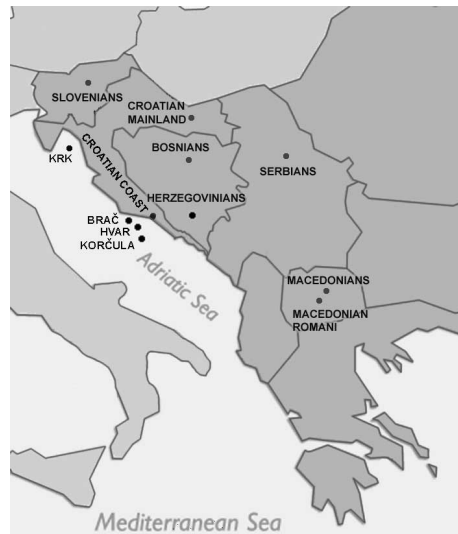 SLOVENIANS
CROATIAN
MAINLAND
BOSNIANS
KRK
CROATIAN COAST
SERBIANS
HERZEGOVINIANS
BRAČ
HVAR
KORČULA
Adriatic Sea
MACEDONIANS
MACEDONIAN
ROMANI
Mediterranean Sea